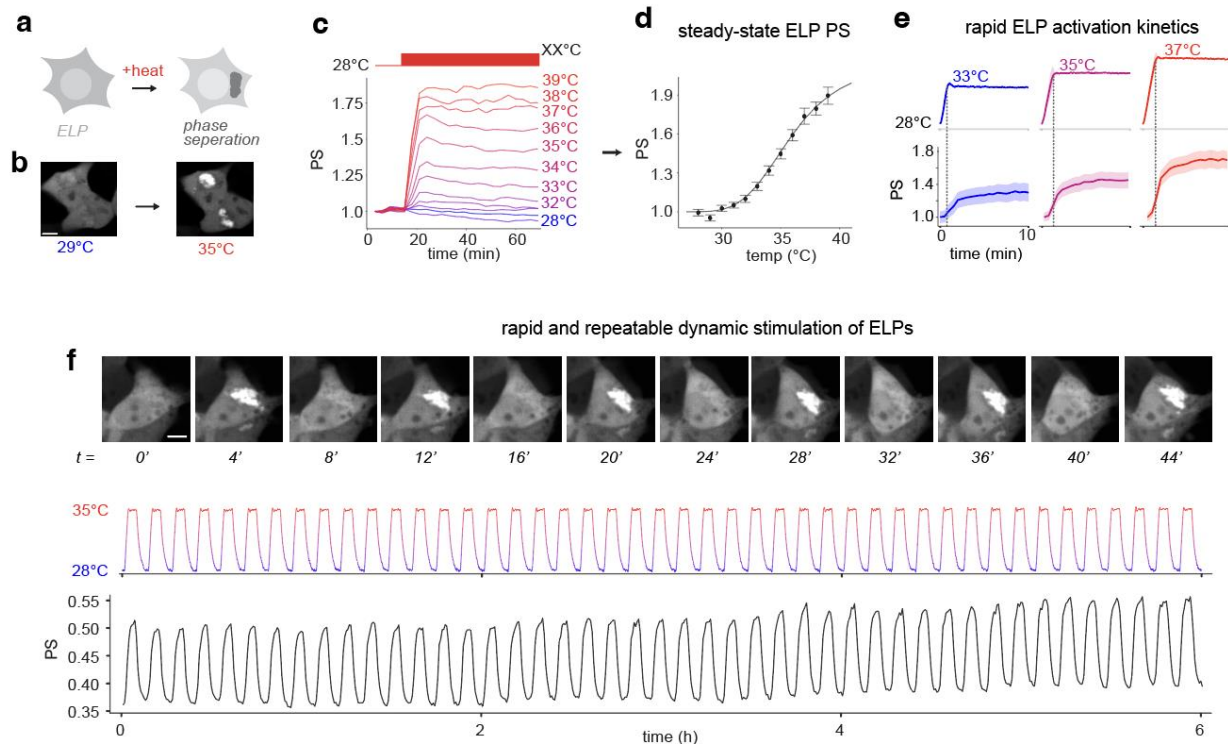 a
+heat
ELP
phase
seperation
b
29°C
35°C
c
XX°C
28°C
39°C
38°C
37°C
36°C
35°C
34°C
33°C
32°C
28°C
1.75
1.5
1.25
1.0
PS
0 20 40 60
time (min)
d
steady-state ELP PS
1.9
1.6
1.3
1.0
PS
30 35 40
temp (°C)
e
rapid ELP activation kinetics
33°C
35°C
37°C
28°C
PS
1.4
1.2
1.0
0 10
time (min)
rapid and repeatable dynamic stimulation of ELPs
f
t = 0' 4' 8' 12' 16' 20' 24' 28' 32' 36' 40' 44'
35°C
28°C
0.55
0.50
0.45
0.40
0.35
PS
0 2 4 6
time (h)